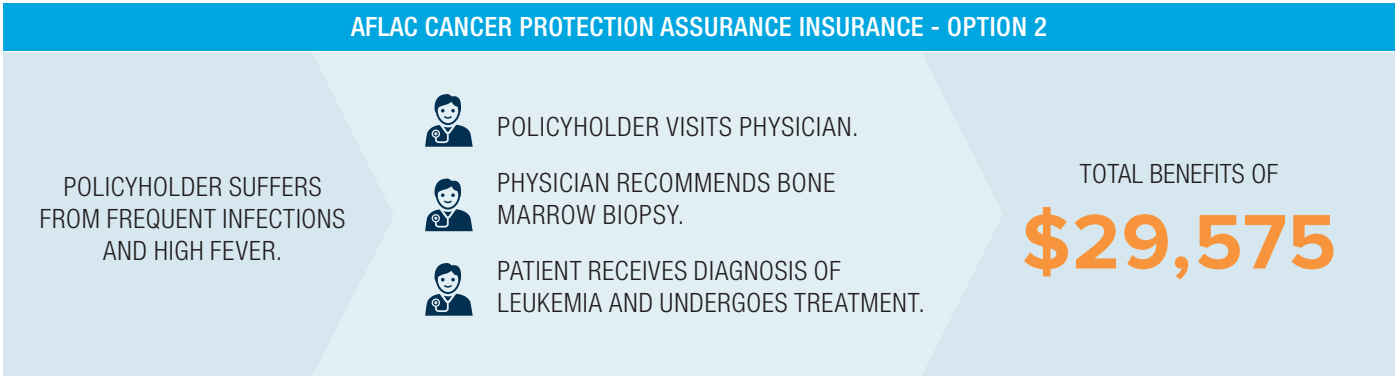 AFLAC CANCER PROTECTION ASSURANCE INSURANCE - OPTION 2
POLICYHOLDER SUFFERS
FROM FREQUENT INFECTIONS
AND HIGH FEVER.
POLICYHOLDER VISITS PHYSICIAN.
PHYSICIAN RECOMMENDS BONE
MARROW BIOPSY.
PATIENT RECEIVES DIAGNOSIS OF
LEUKEMIA AND UNDERGOES TREATMENT.
TOTAL BENEFITS OF
$29,575